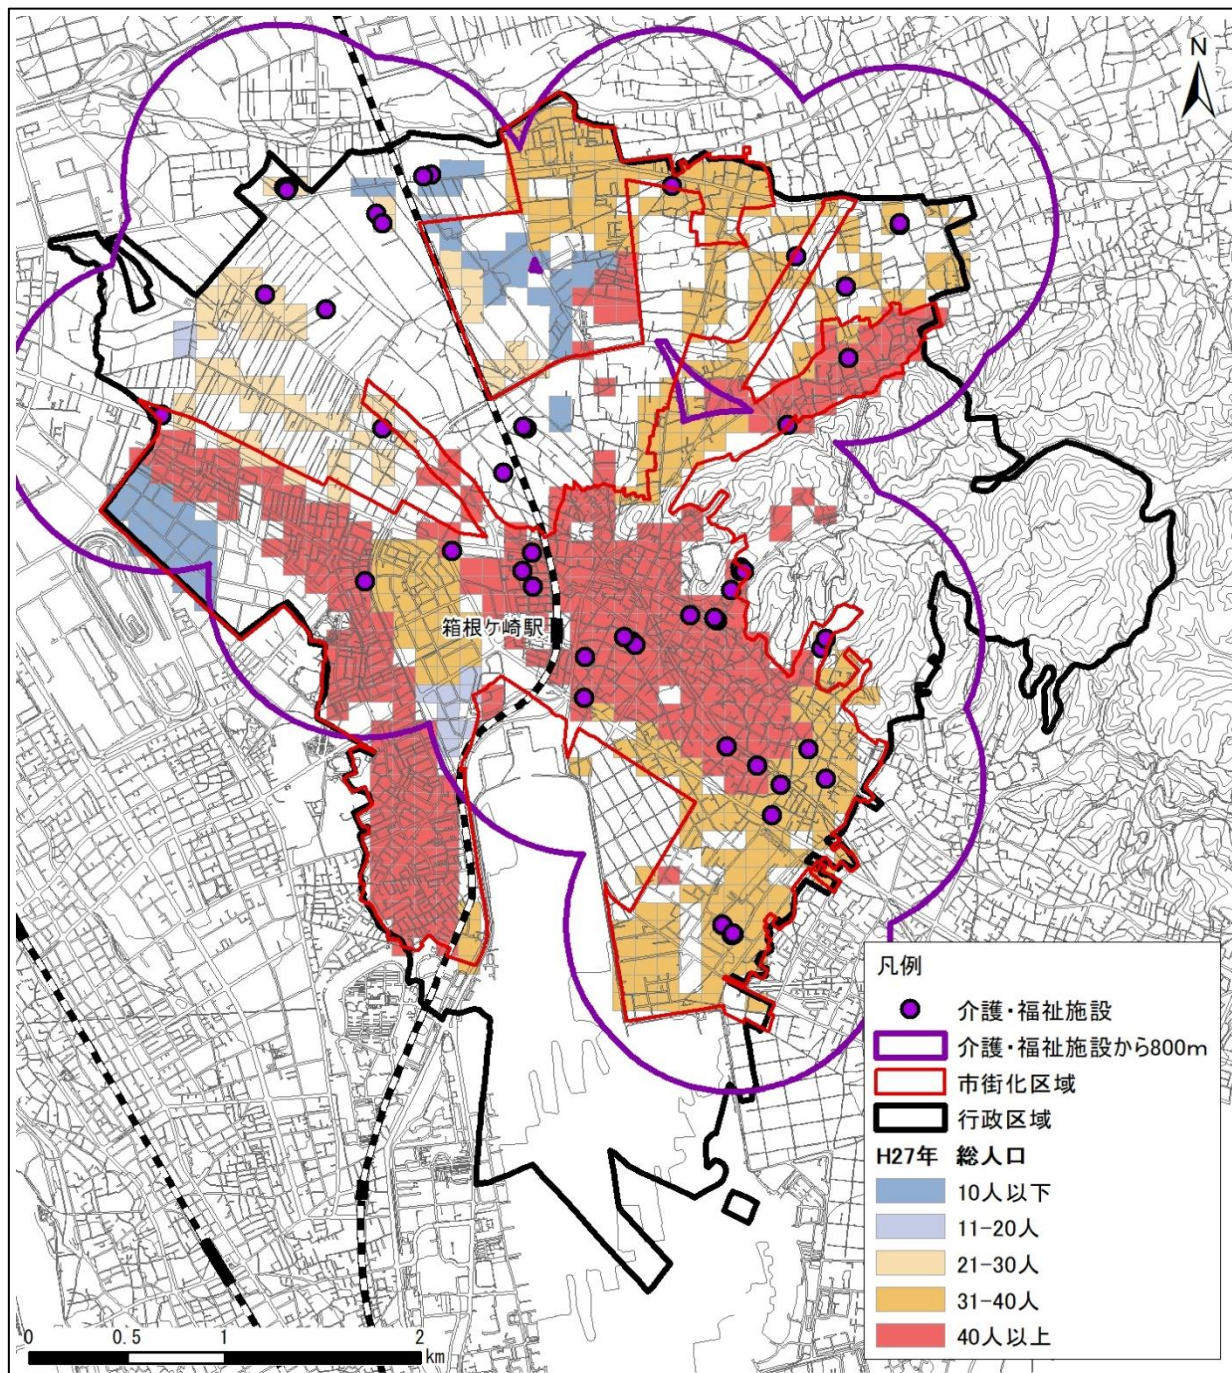 N
箱根ケ崎駅
凡例
介護・福祉施設
介護・福祉施設から800m
市街化区域
行政区域
H27年 総人口
10人以下
11-20人
21-30人
31-40人
40人以上
0 0.5 1 2
km